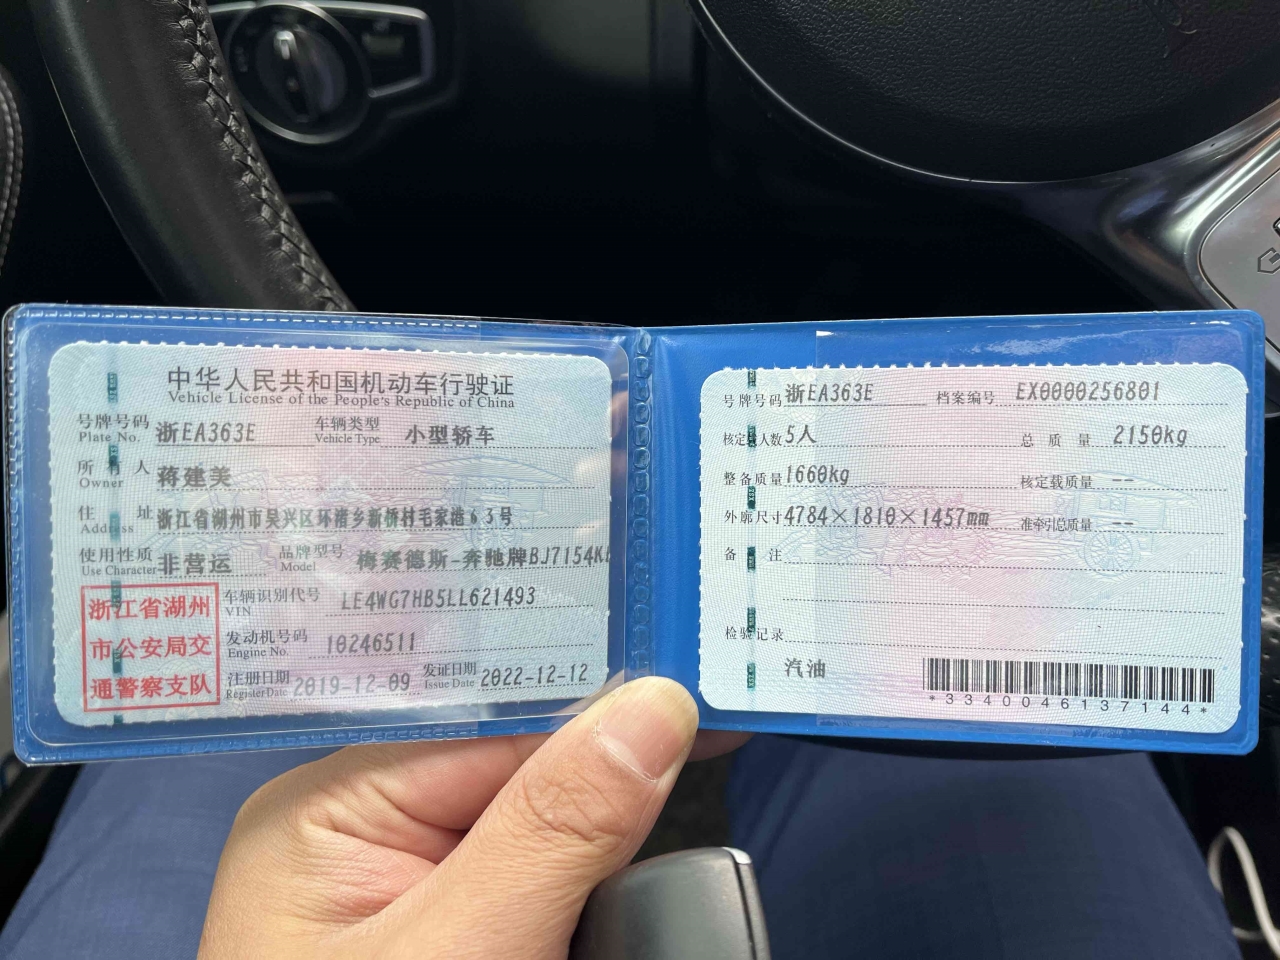 中华人民共和国机动车行驶证
Vehicle License of the People's Republic of China
号牌号码 浙EA363E 车辆类型 小型轿车
Plate No. Vehicle Type
所有人 蒋建美
Owner
住址 浙江省湖州市吴兴区环渚乡新桥村毛家港63号
Address
使用性质 非营运 品牌型号 梅赛德斯-奔驰牌BJ7154K
Use Character Model
浙江省湖州
市公安局交
通警察支队
车辆识别代号 LE4WG7HB5LL621493
VIN
发动机号码 10246511
Engine No.
注册日期 2019-12-09 发证日期 2022-12-12
Register Date Issue Date
号牌号码 浙EA363E 档案编号 EX0000256801
核定人数 5人 总质量 2150kg
整备质量 1660kg 核定载质量 --
外廓尺寸 4784×1810×1457mm 准牵引总质量 --
备注
检验记录
汽油
*3340046137144*